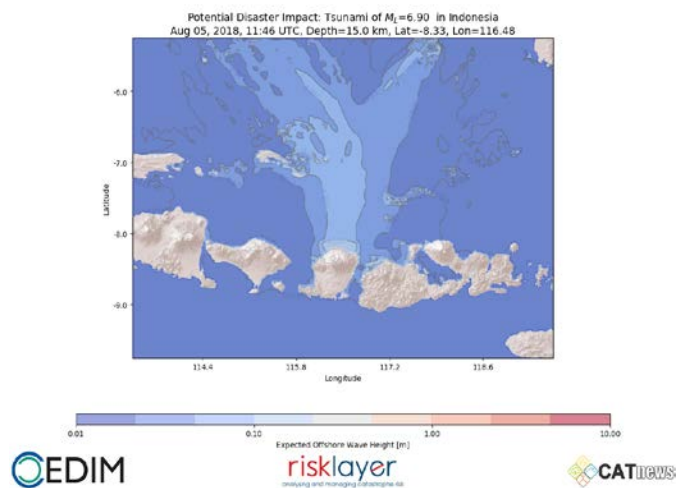 Potential Disaster Impact: Tsunami of M_L=6.90 in Indonesia
Aug 05, 2018, 11:46 UTC, Depth=15.0 km, Lat=-8.33, Lon=116.48
-6.0
-7.0
-8.0
-9.0
Latitude
114.4 115.8 117.2 118.6
Longitude
0.01 0.10 1.00 10.00
Expected Offshore Wave Height [m]
CEDIM
risklayer
analysing and managing catastrophe risk
CATnews